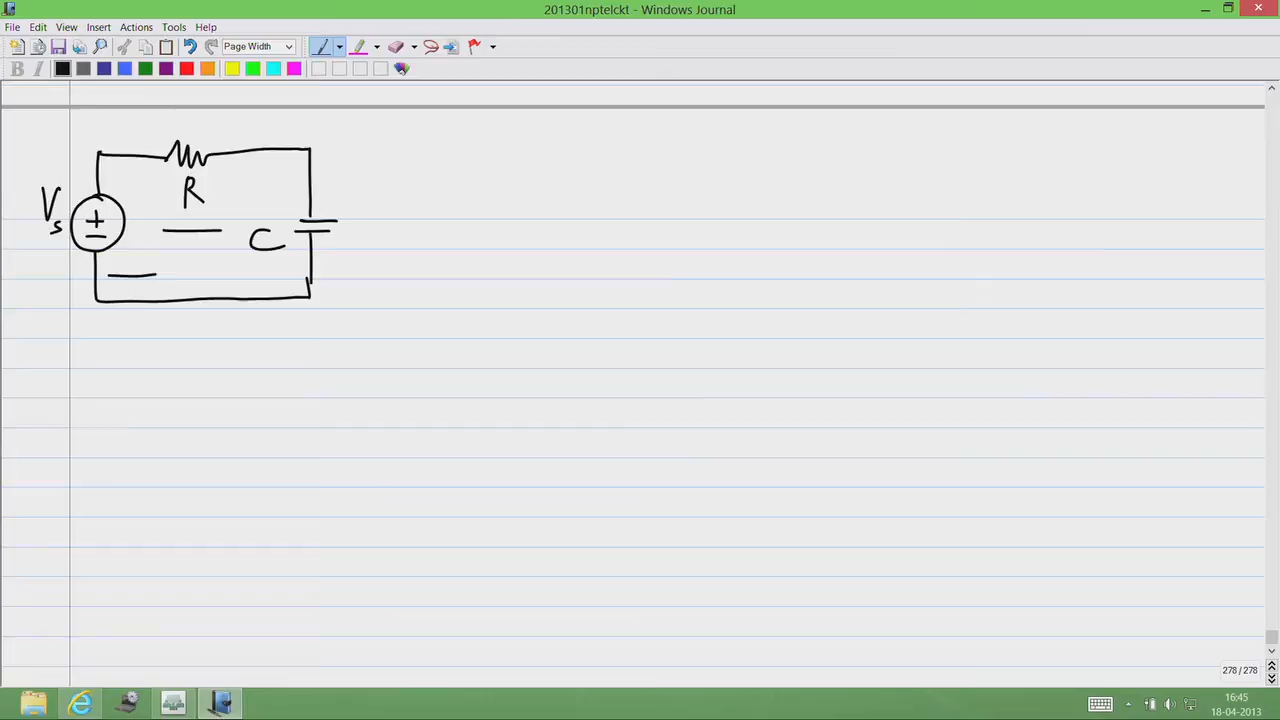 201301nptelckt - Windows Journal
File Edit View Insert Actions Tools Help
Page Width
B I
R
Vs
+
−
C
278 / 278
16:45
18-04-2013